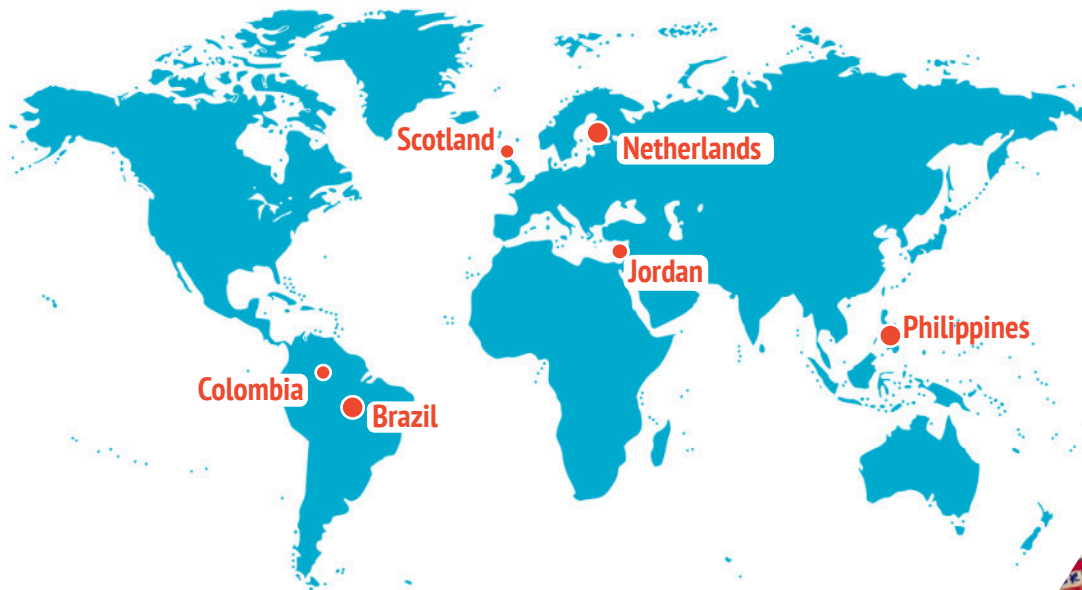 Scotland
Netherlands
Jordan
Philippines
Colombia
Brazil